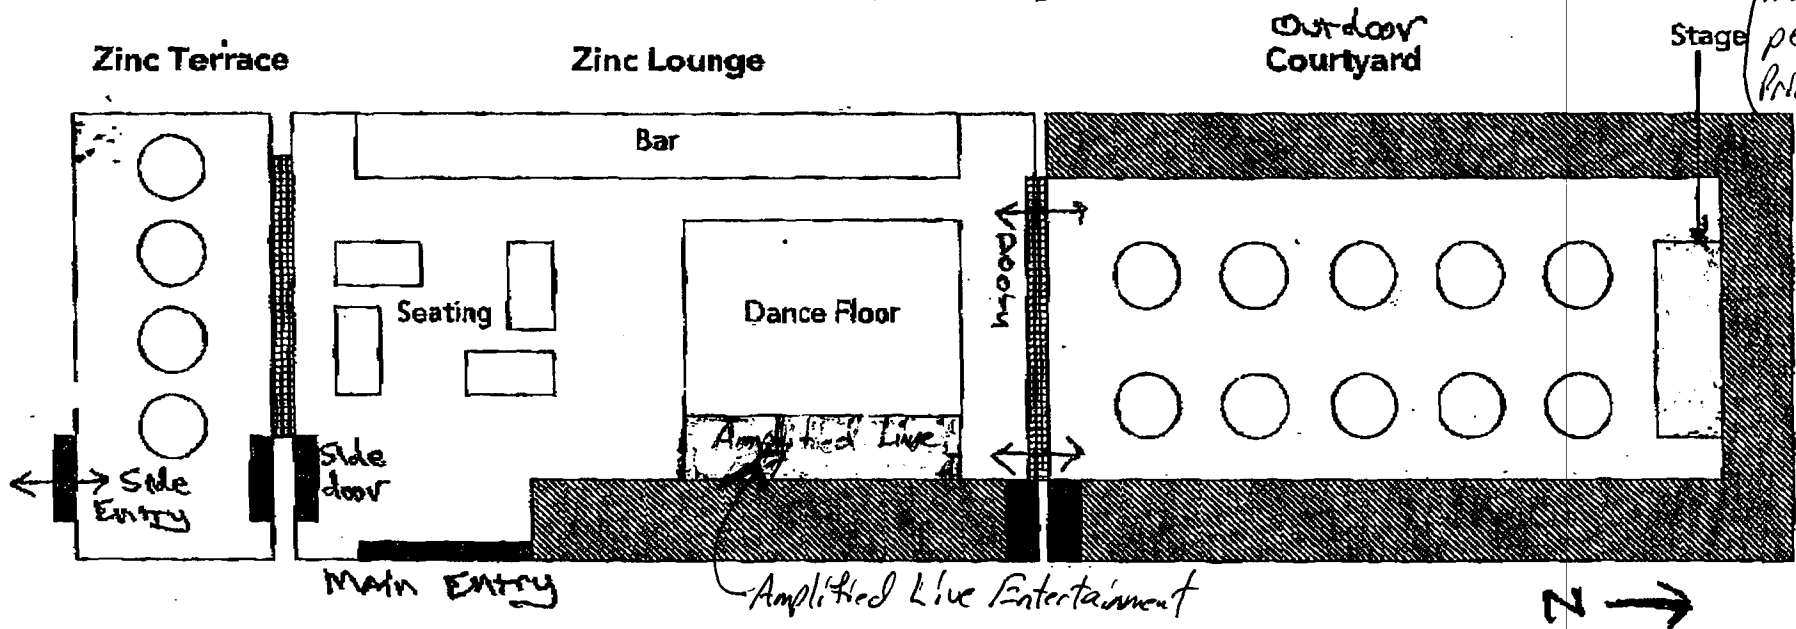 Outdoor
Zinc Terrace
Zinc Lounge
Courtyard
Stage
Bar
Seating
Dance Floor
Amplified Live
Side
door
Side
Entry
Main Entry
Amplified Live Entertainment
N